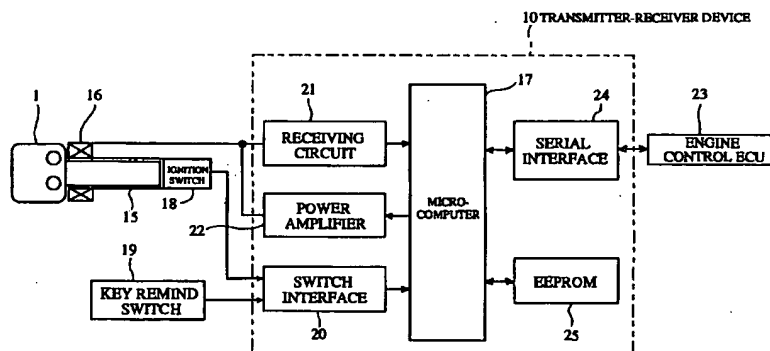 10 TRANSMITTER-RECEIVER DEVICE
1
16
21
17
24
23
RECEIVING
CIRCUIT
SERIAL
INTERFACE
ENGINE
CONTROL ECU
IGNITION
SWITCH
15
18
POWER
AMPLIFIER
22
MICRO-
COMPUTER
19
KEY REMIND
SWITCH
SWITCH
INTERFACE
20
EEPROM
25